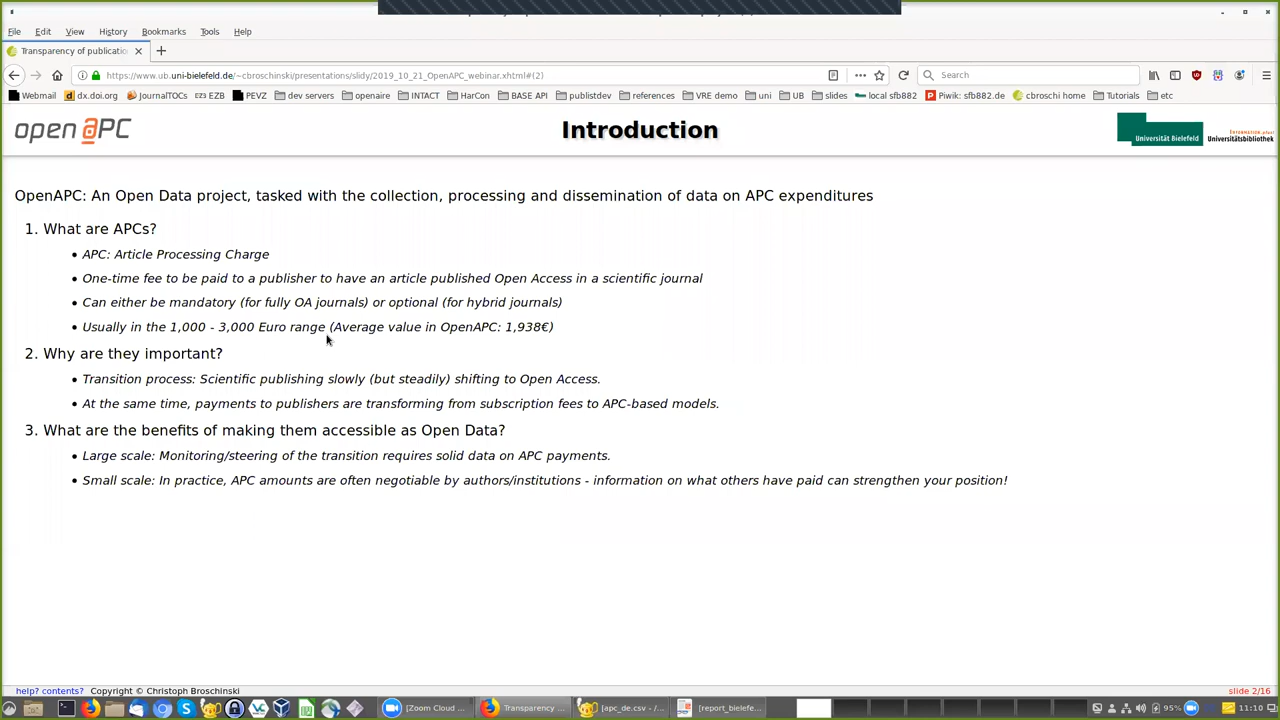 File Edit View History Bookmarks Tools Help
Transparency of publicatio
https://www.ub.uni-bielefeld.de/~cbroschinski/presentations/slidy/2019_10_21_OpenAPC_webinar.xhtml#(2)
Search
Webmail dx.doi.org JournalTOCs EZB PEVZ dev servers openaire INTACT HarCon BASE API publistdev references VRE demo uni UB slides local sfb882 Piwik: sfb882.de cbroschi home Tutorials etc
open APC
Introduction
Universität Bielefeld
Universitätsbibliothek
OpenAPC: An Open Data project, tasked with the collection, processing and dissemination of data on APC expenditures
1. What are APCs?
• APC: Article Processing Charge
• One-time fee to be paid to a publisher to have an article published Open Access in a scientific journal
• Can either be mandatory (for fully OA journals) or optional (for hybrid journals)
• Usually in the 1,000 - 3,000 Euro range (Average value in OpenAPC: 1,938€)
2. Why are they important?
• Transition process: Scientific publishing slowly (but steadily) shifting to Open Access.
• At the same time, payments to publishers are transforming from subscription fees to APC-based models.
3. What are the benefits of making them accessible as Open Data?
• Large scale: Monitoring/steering of the transition requires solid data on APC payments.
• Small scale: In practice, APC amounts are often negotiable by authors/institutions - information on what others have paid can strengthen your position!
help? contents? Copyright © Christoph Broschinski
slide 2/16
[Zoom Cloud ... Transparency ... [apc_de.csv - /... [report_bielefe... 95% 11:10